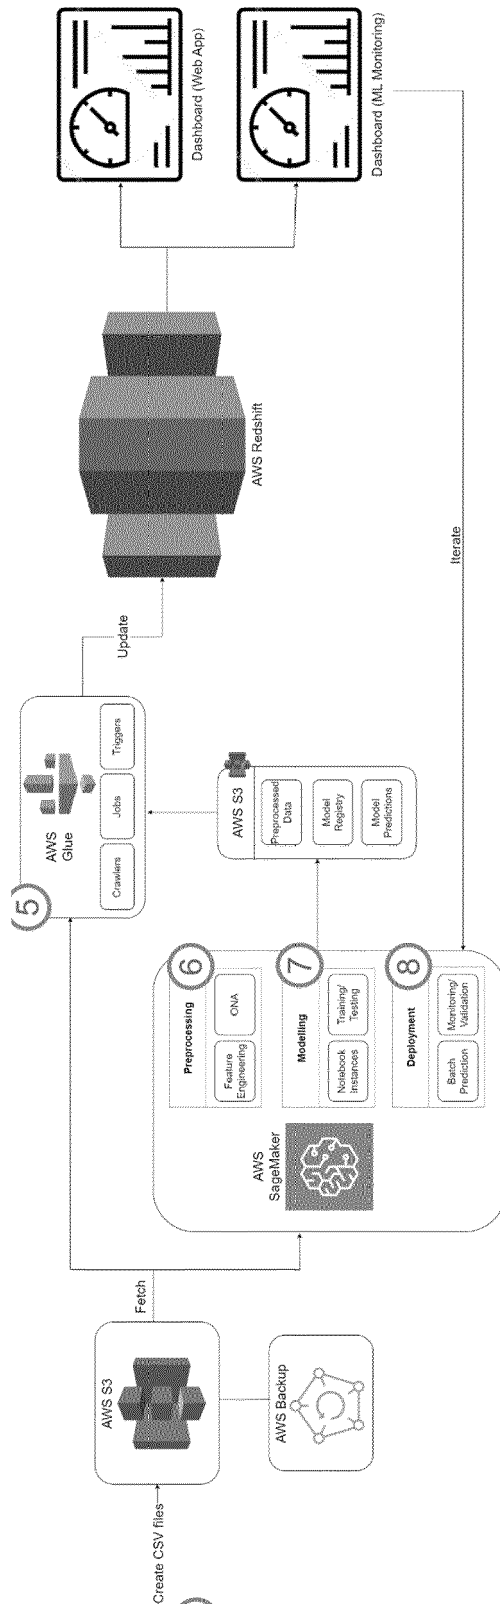 Create CSV files
AWS S3
AWS Backup
Fetch
5
AWS
Glue
Crawlers
Jobs
Triggers
AWS
SageMaker
6
Preprocessing
Feature
Engineering
ONA
7
Modelling
Notebook
Instances
Training/
Testing
8
Deployment
Batch
Prediction
Monitoring/
Validation
AWS S3
Preprocessed
Data
Model
Registry
Model
Predictions
Update
AWS Redshift
Dashboard (Web App)
Dashboard (ML Monitoring)
Iterate